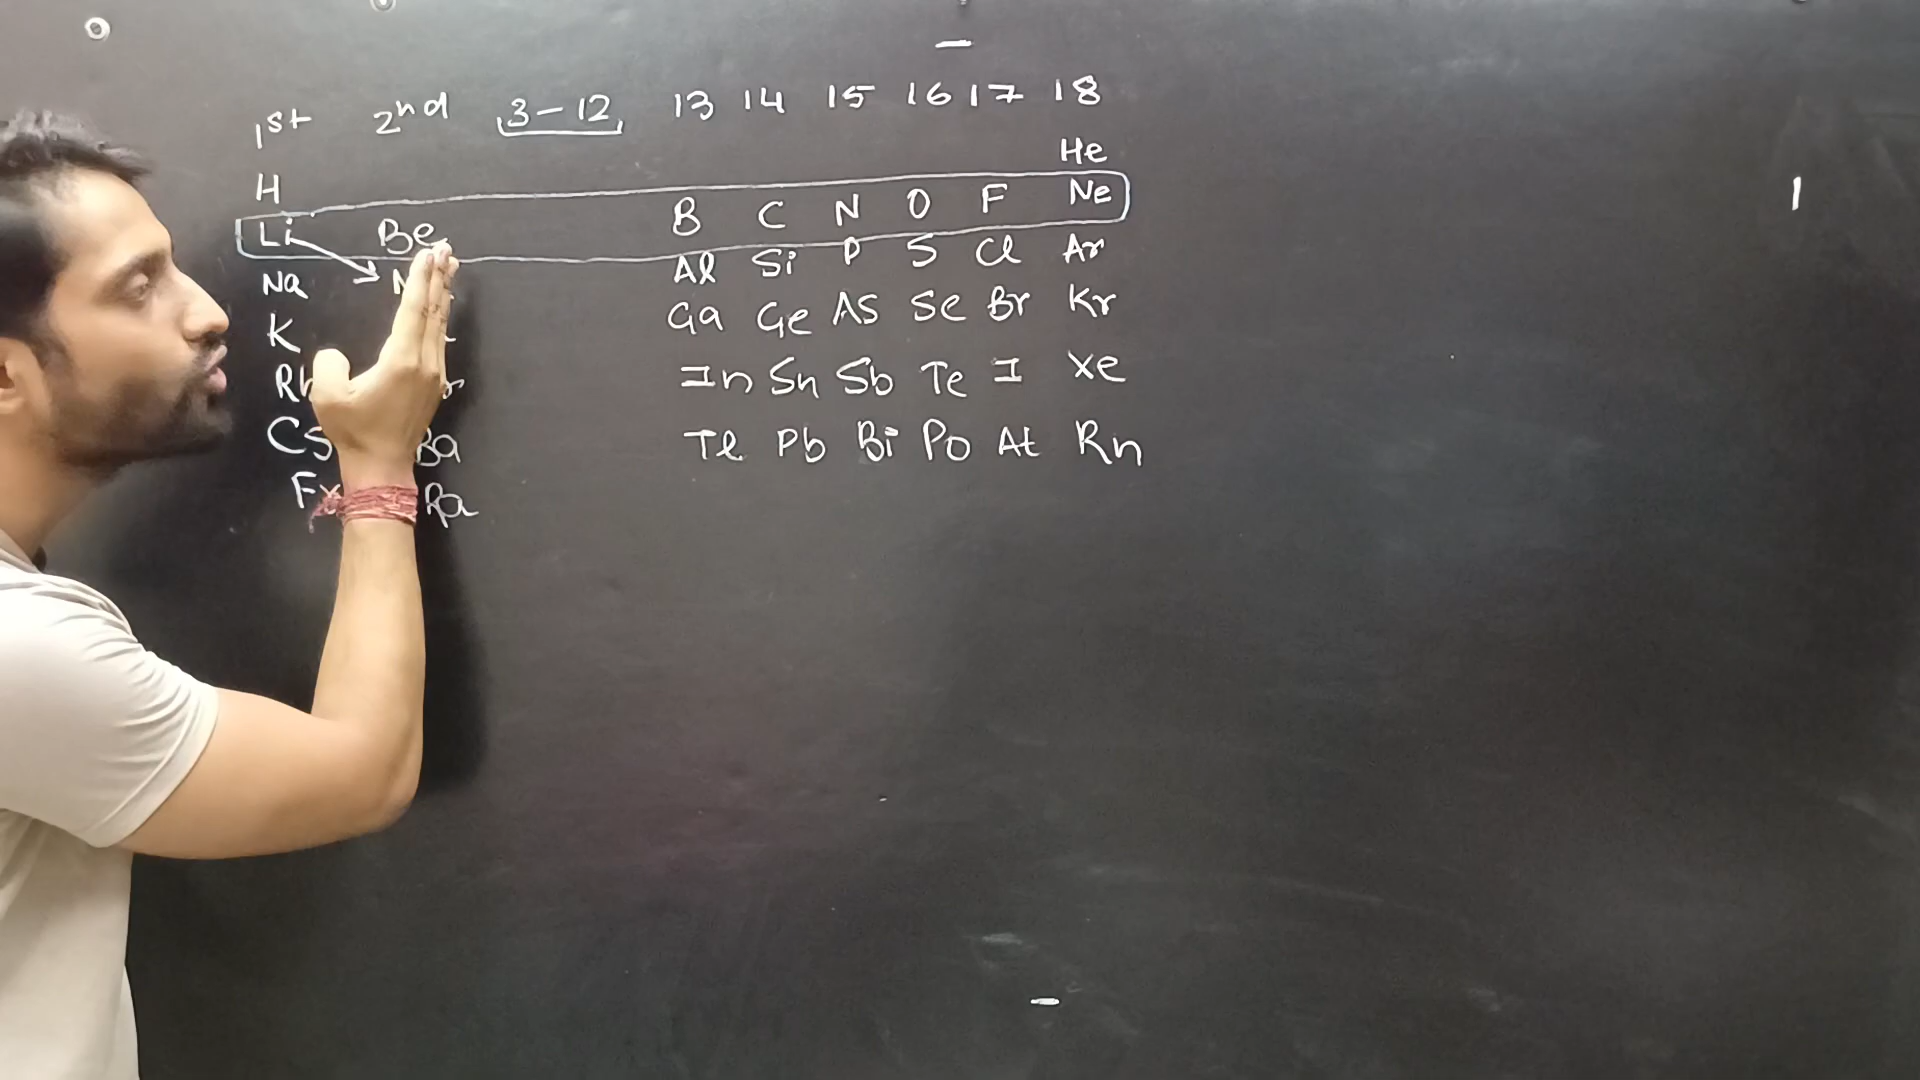 1st 2nd 3-12 13 14 15 16 17 18
H He
Li Be B C N O F Ne
Na Al Si P S Cl Ar
K Ga Ge As Se Br Kr
In Sn Sb Te I Xe
Cs Ba Tl Pb Bi Po At Rn
Fr Ra